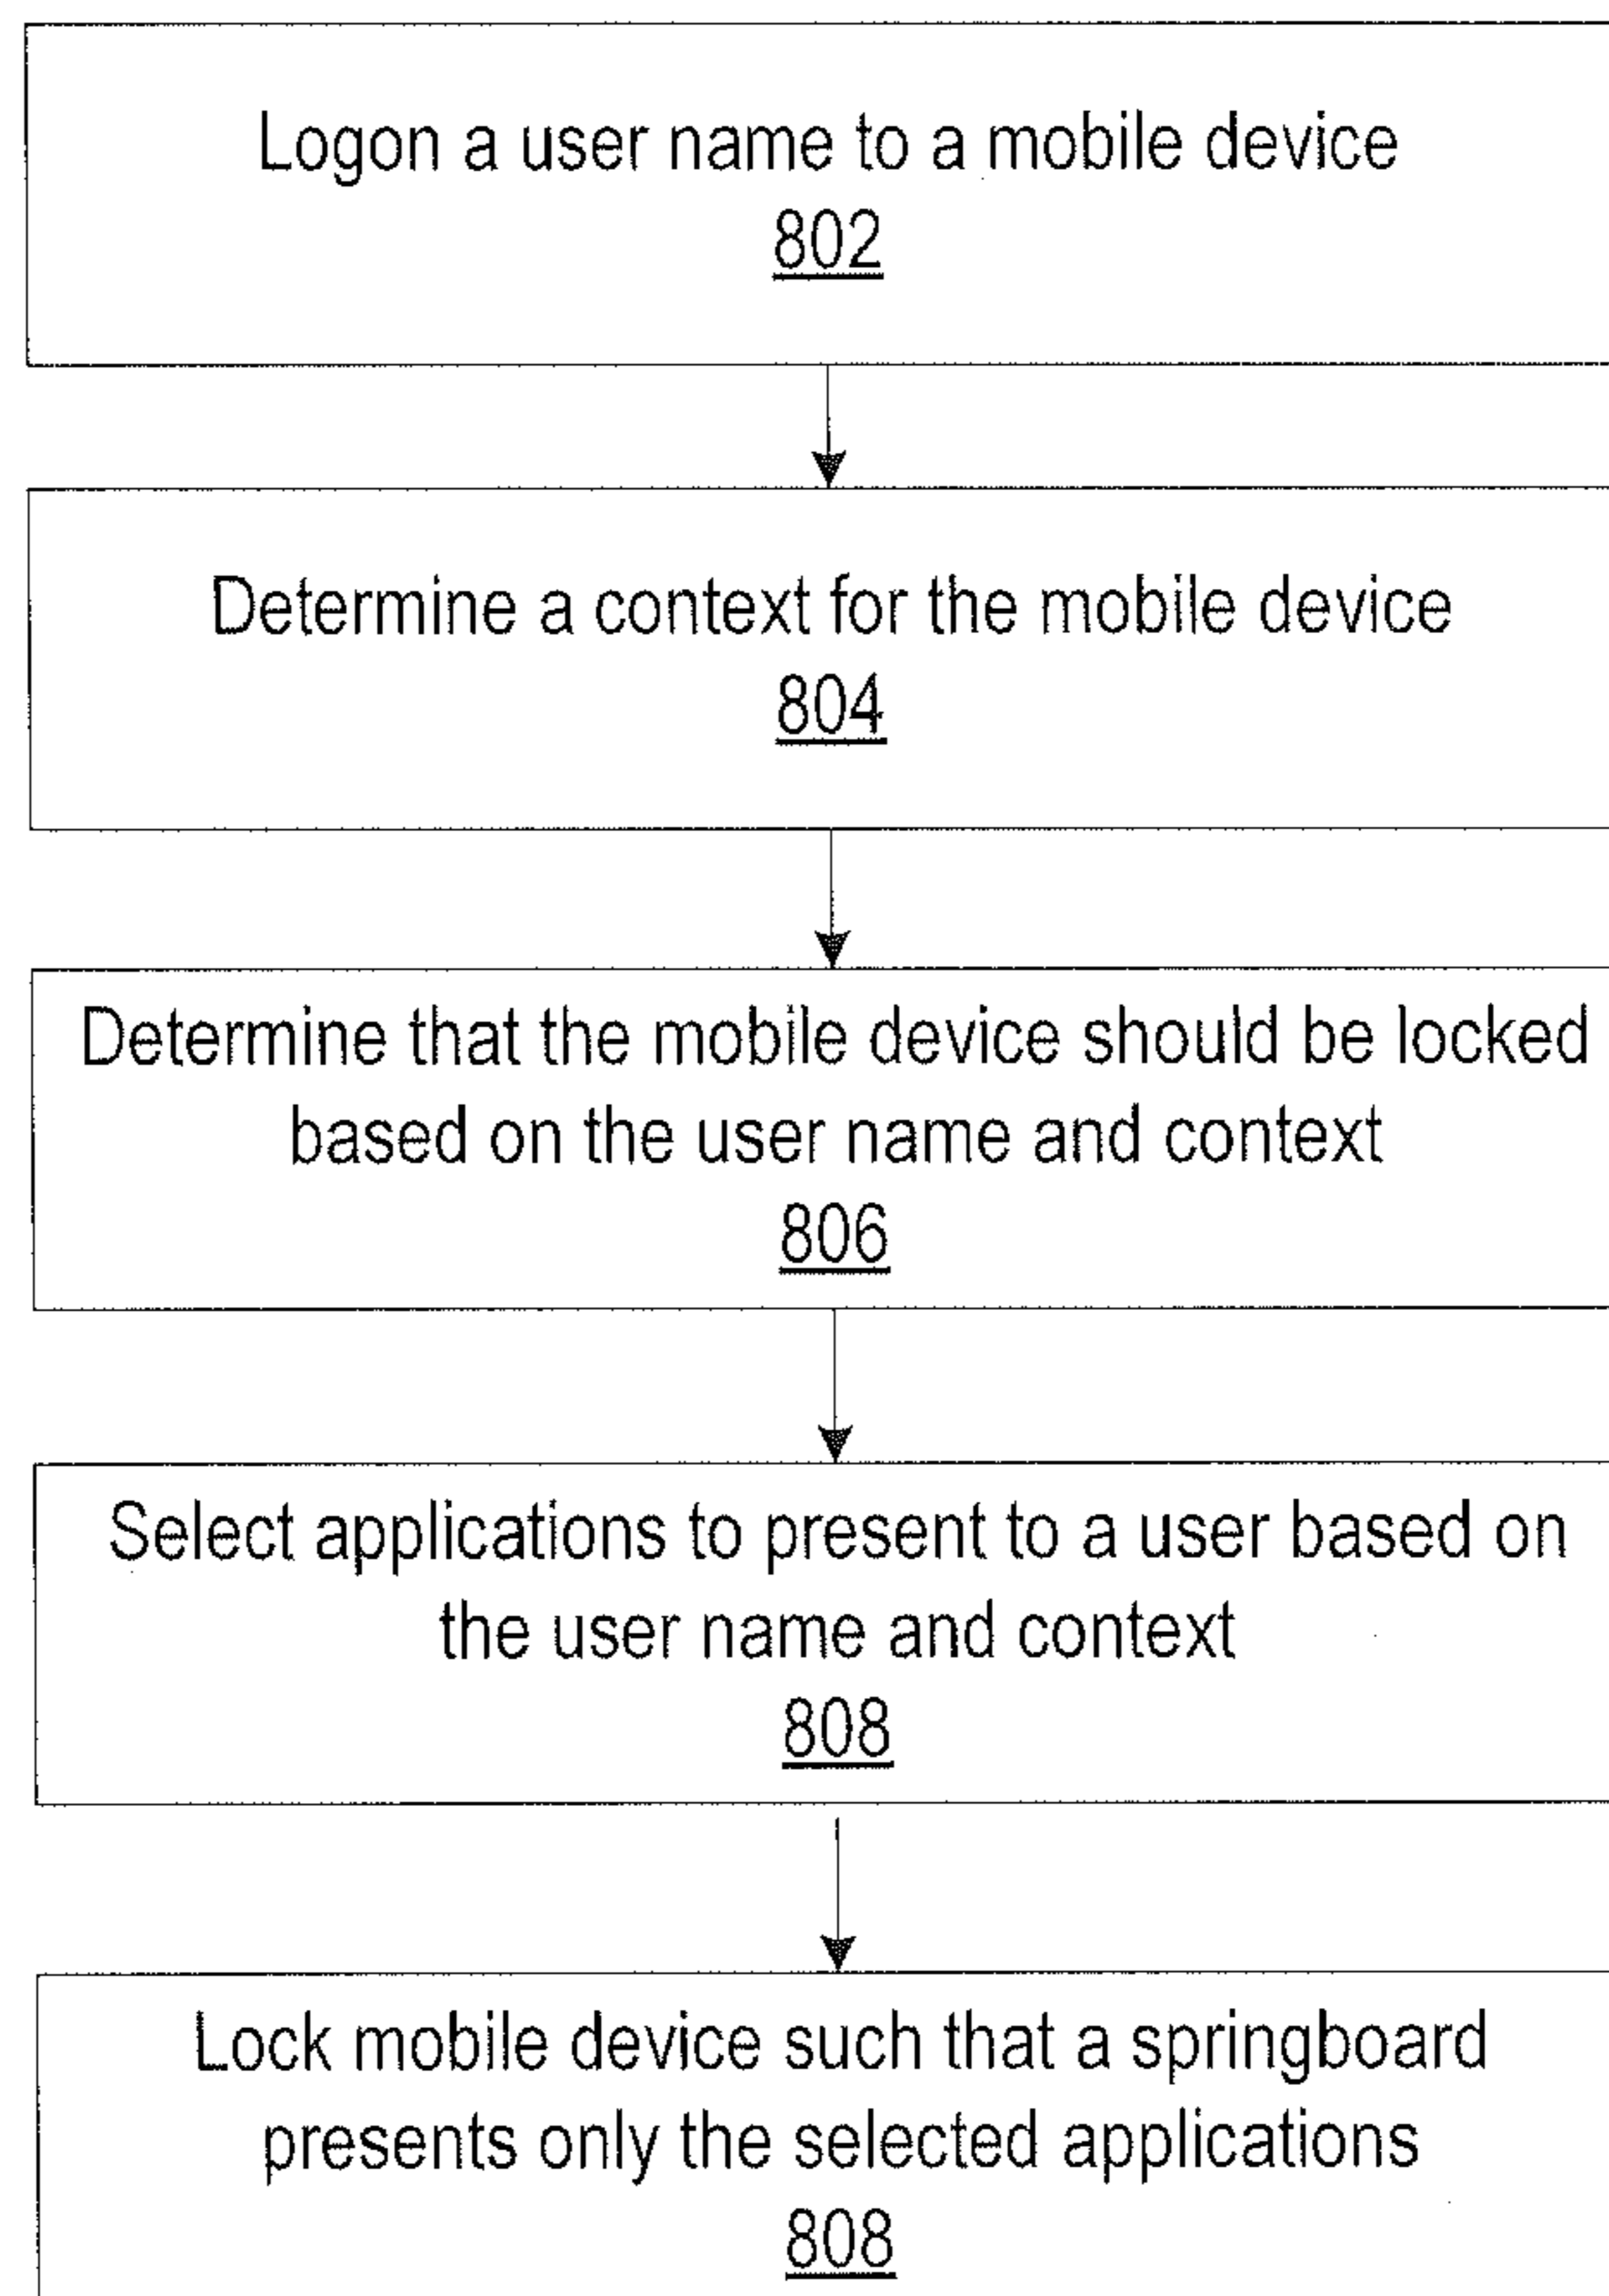 Logon a user name to a mobile device
802
Determine a context for the mobile device
804
Determine that the mobile device should be locked
based on the user name and context
806
Select applications to present to a user based on
the user name and context
808
Lock mobile device such that a springboard
presents only the selected applications
808